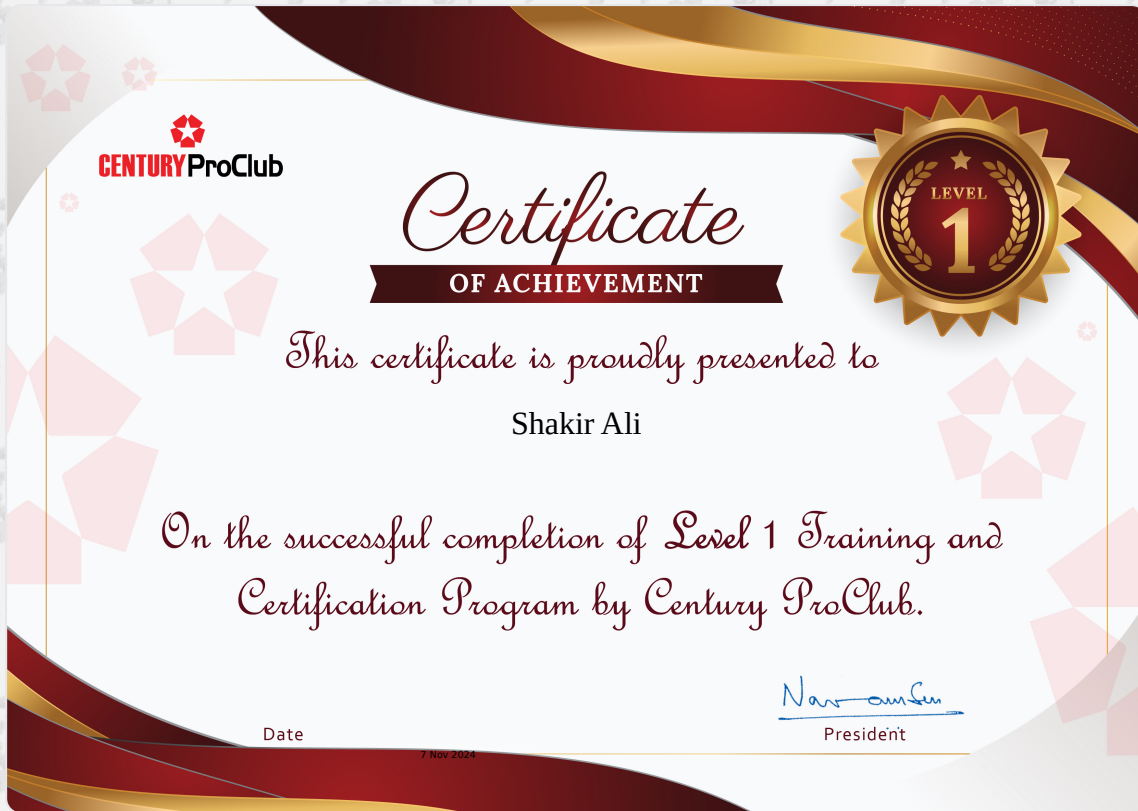 CENTURY ProClub
LEVEL
1
Certificate
OF ACHIEVEMENT
This certificate is proudly presented to
Shakir Ali
On the successful completion of Level 1 Training and
Certification Program by Century ProClub.
Date
President
7 Nov 2024